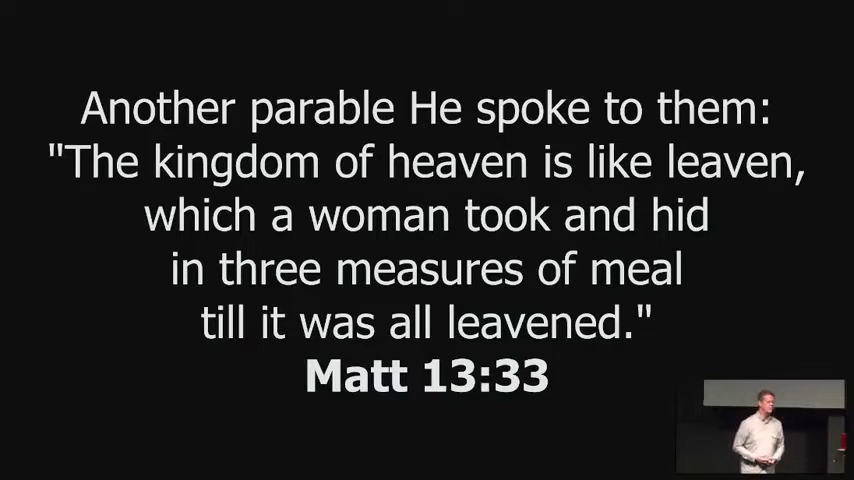 Another parable He spoke to them:
"The kingdom of heaven is like leaven,
which a woman took and hid
in three measures of meal
till it was all leavened."
Matt 13:33